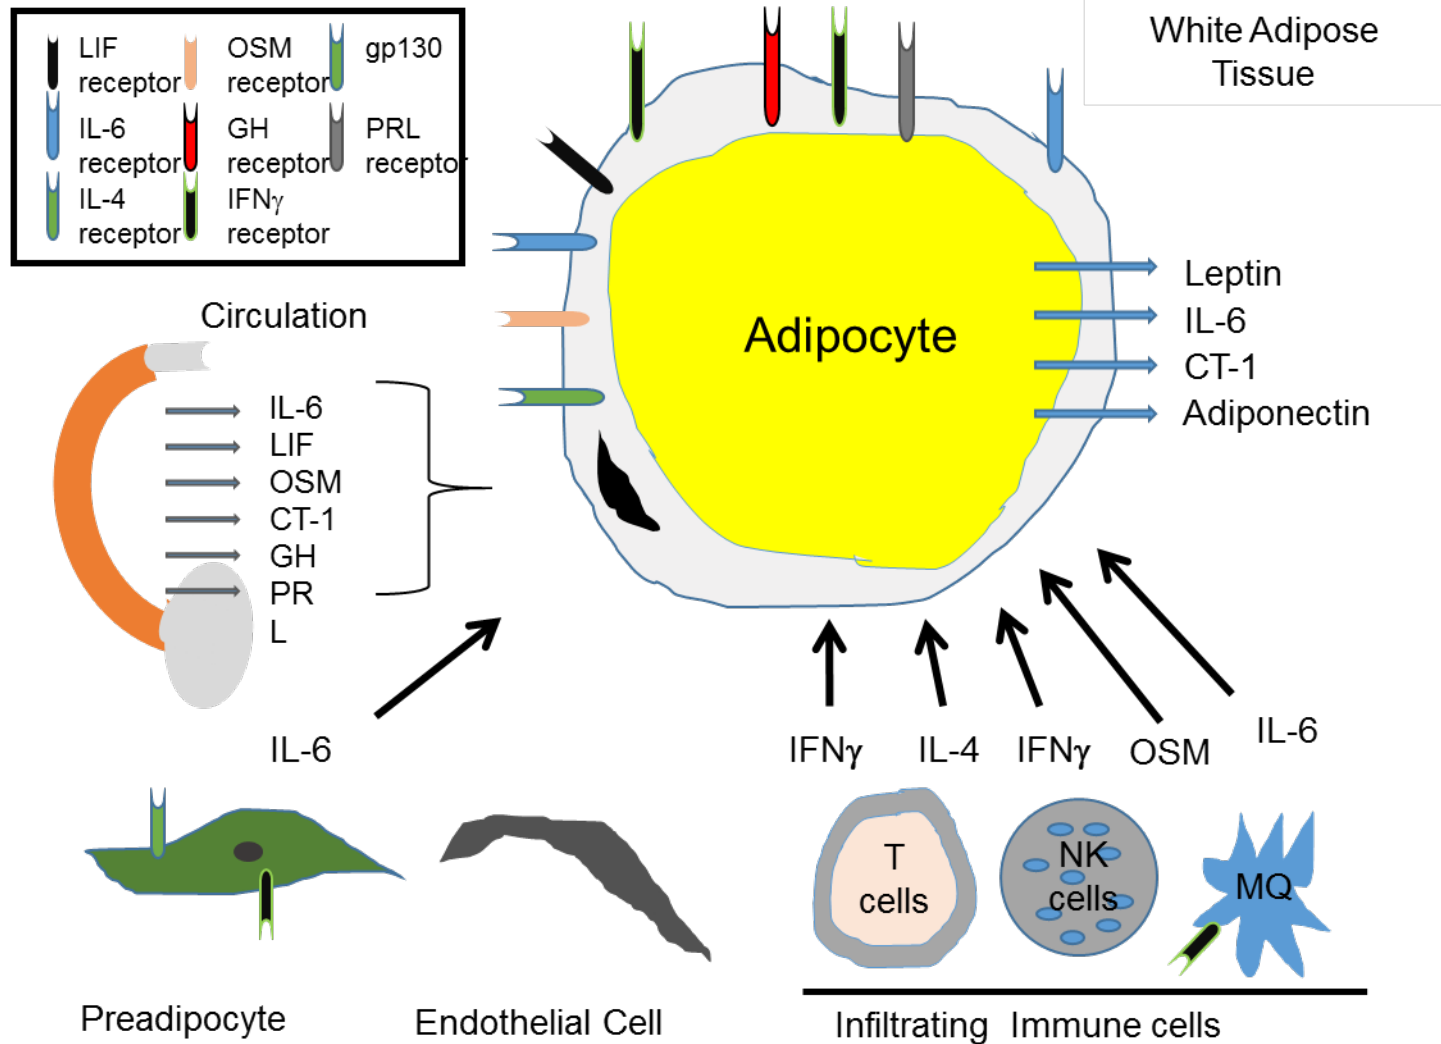 LIF
receptor
OSM
receptor
gp130
IL-6
receptor
GH
receptor
PRL
receptor
IL-4
receptor
IFNγ
receptor
White Adipose
Tissue
Circulation
IL-6
LIF
OSM
CT-1
GH
PR
L
Adipocyte
Leptin
IL-6
CT-1
Adiponectin
IL-6
IFNγ
IL-4
IFNγ
OSM
IL-6
T
cells
NK
cells
MQ
Preadipocyte
Endothelial Cell
Infiltrating Immune cells